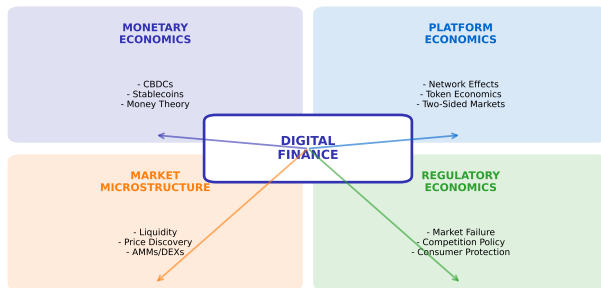 MONETARY
ECONOMICS
- CBDCs
- Stablecoins
- Money Theory
PLATFORM
ECONOMICS
- Network Effects
- Token Economics
- Two-Sided Markets
DIGITAL
FINANCE
MARKET
MICROSTRUCTURE
- Liquidity
- Price Discovery
- AMMs/DEXs
REGULATORY
ECONOMICS
- Market Failure
- Competition Policy
- Consumer Protection